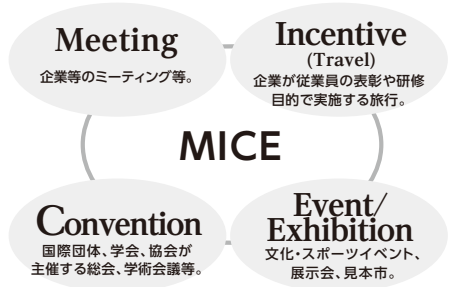 Meeting
企業等のミーティング等。
Incentive
(Travel)
企業が従業員の表彰や研修
目的で実施する旅行。
MICE
Convention
国際団体、学会、協会が
主催する総会、学術会議等。
Event/
Exhibition
文化・スポーツイベント、
展示会、見本市。